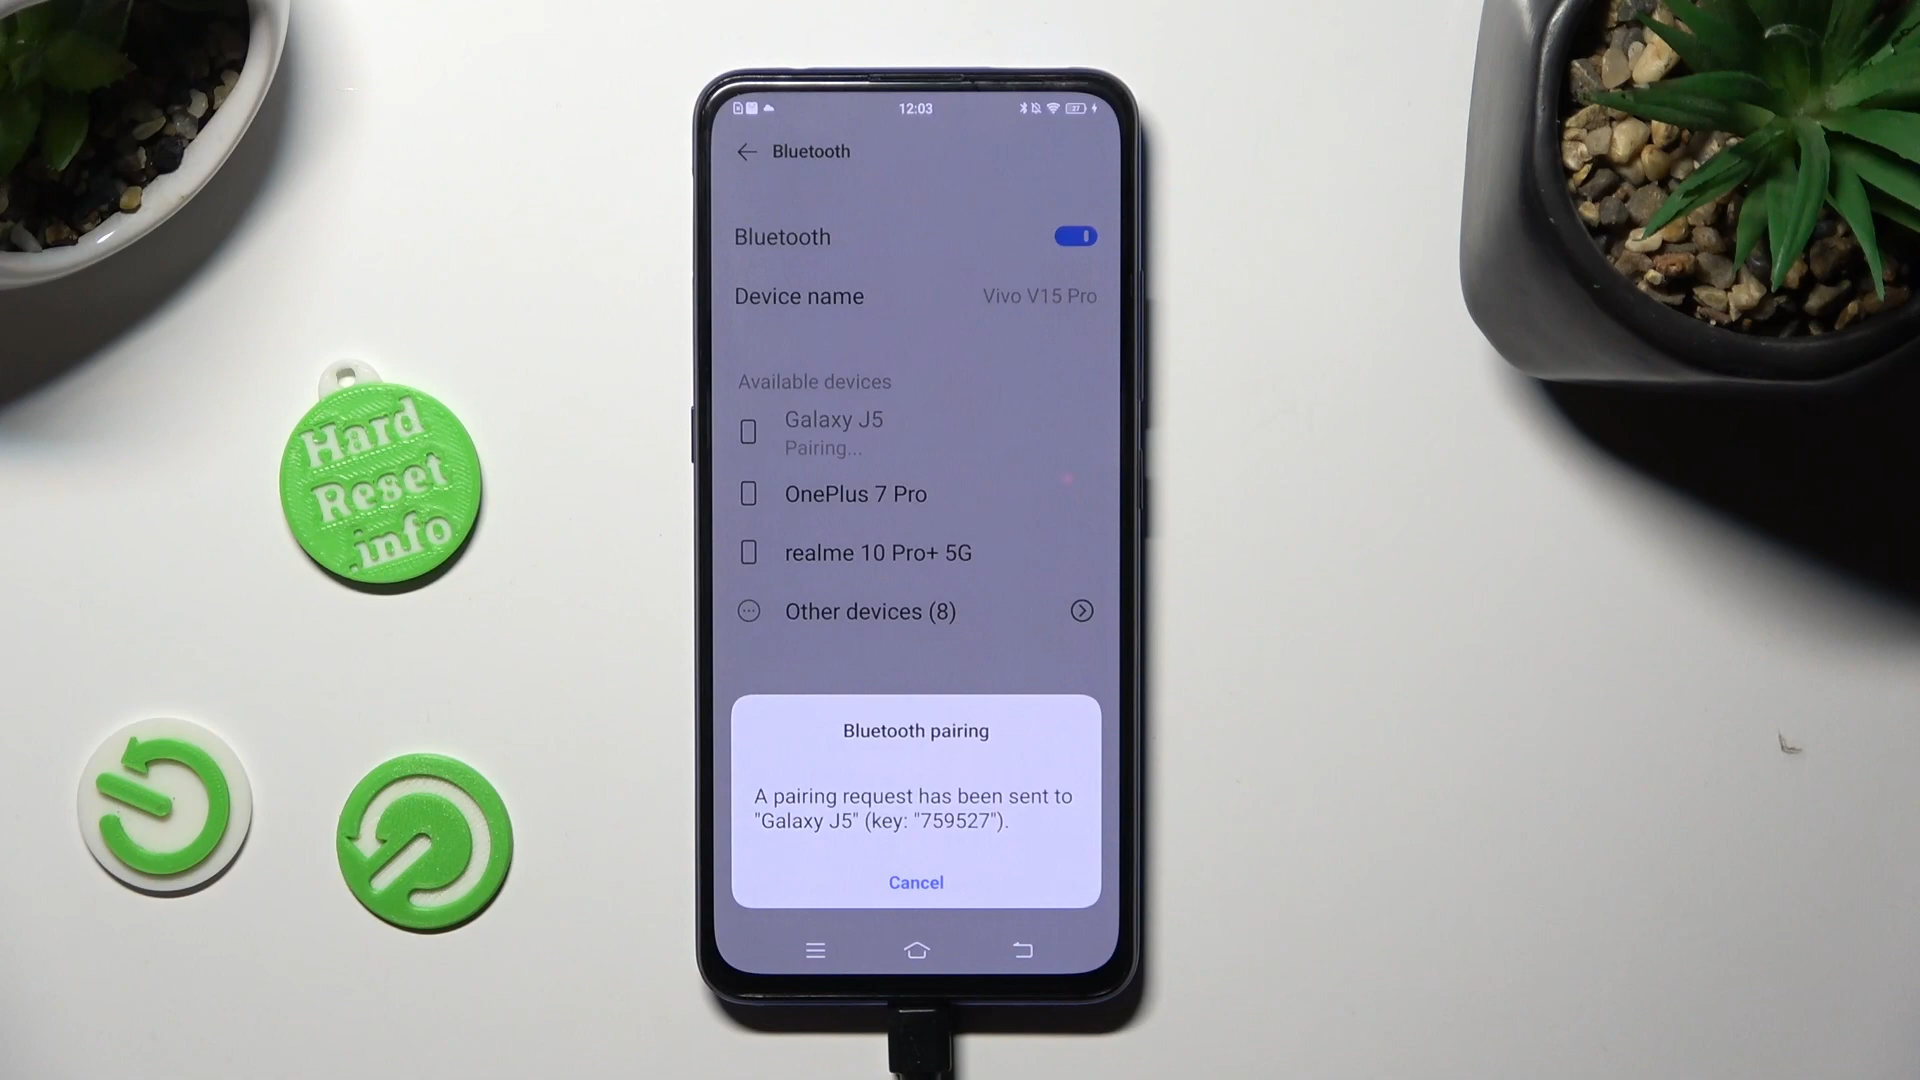 12:03
27
Bluetooth
Bluetooth
Device name Vivo V15 Pro
Available devices
Galaxy J5
Pairing...
OnePlus 7 Pro
realme 10 Pro+ 5G
Other devices (8)
Bluetooth pairing
A pairing request has been sent to
"Galaxy J5" (key: "759527").
Cancel
Hard
Reset
.info